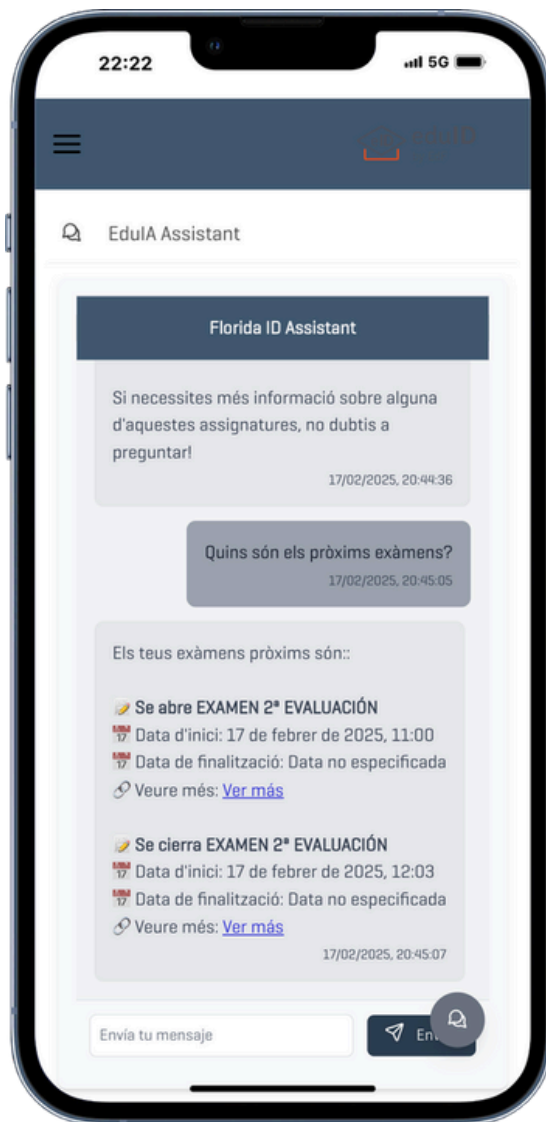 22:22
5G
EduIA Assistant
Florida ID Assistant
Si necessites més informació sobre alguna
d'aquestes assignatures, no dubtis a
preguntar!
17/02/2025, 20:44:36
Quins són els pròxims exàmens?
17/02/2025, 20:45:05
Els teus exàmens pròxims són::
📝 Se abre EXAMEN 2ª EVALUACIÓN
📅 Data d'inici: 17 de febrer de 2025, 11:00
📅 Data de finalització: Data no especificada
🔗 Veure més: Ver más
📝 Se cierra EXAMEN 2ª EVALUACIÓN
📅 Data d'inici: 17 de febrer de 2025, 12:03
📅 Data de finalització: Data no especificada
🔗 Veure més: Ver más
17/02/2025, 20:45:07
Envía tu mensaje